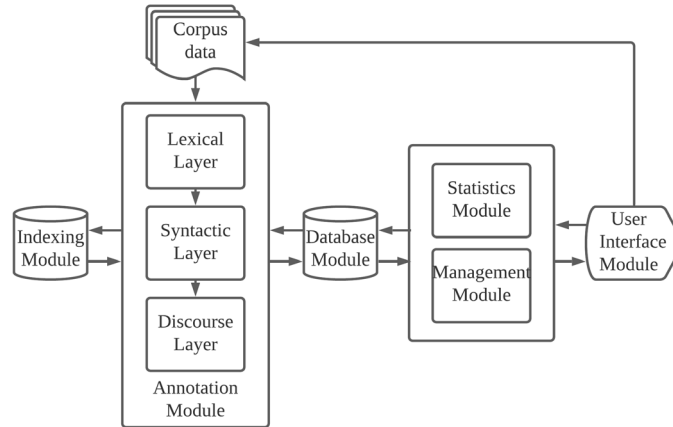 Corpus
data
Lexical
Layer
Syntactic
Layer
Discourse
Layer
Annotation
Module
Indexing
Module
Database
Module
Statistics
Module
Management
Module
User
Interface
Module